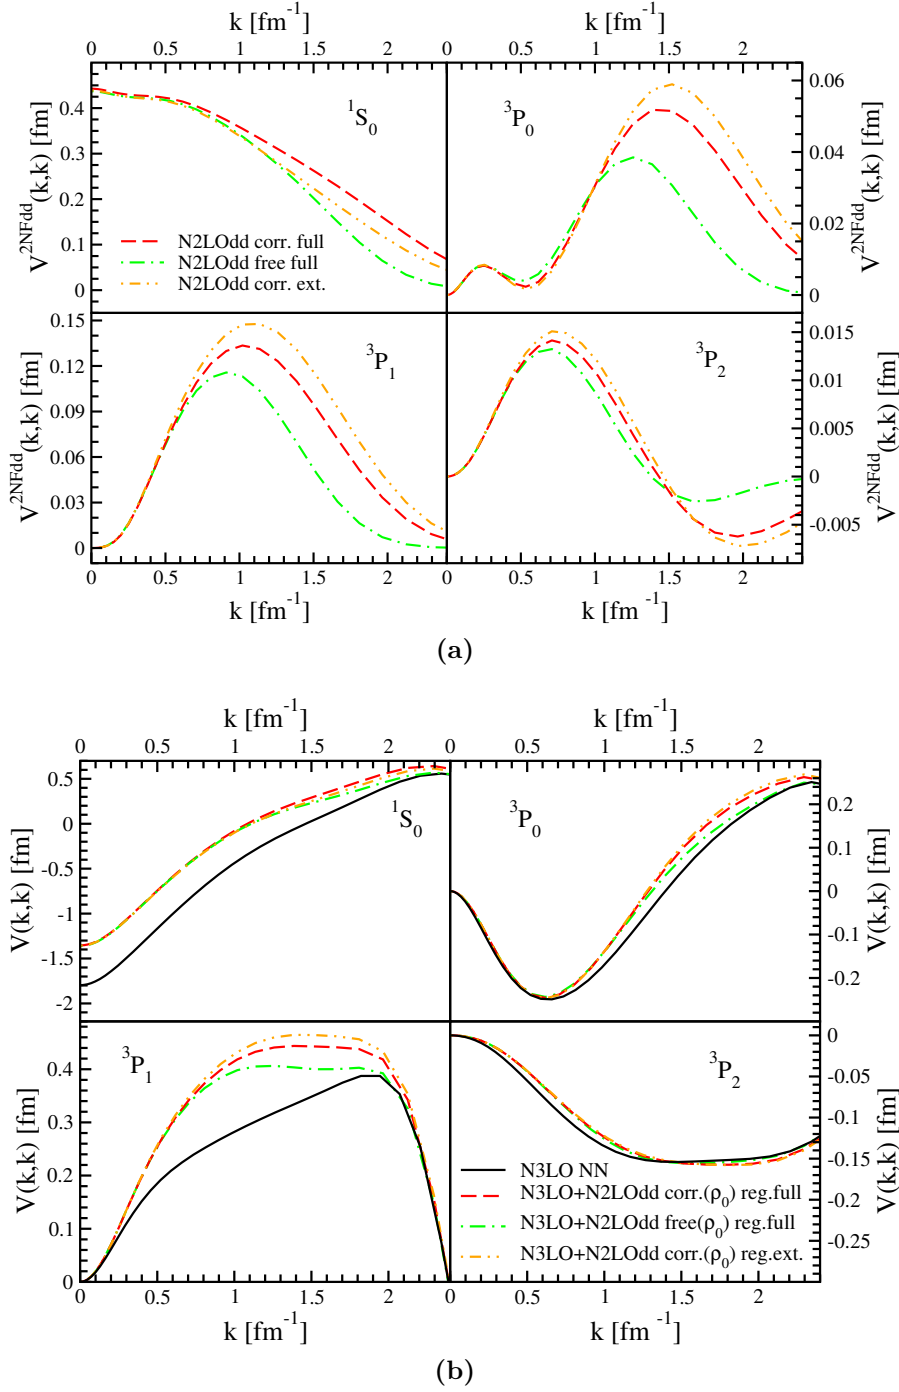 k [fm⁻¹]
0 0.5 1 1.5 2
0 0.5 1 1.5 2
V²ᴺᶠᵈᵈ(k,k) [fm]
0.4
0.3
0.2
0.1
0
¹S₀
N2LOdd corr. full
N2LOdd free full
N2LOdd corr. ext.
³P₀
0.06
0.04
0.02
0
V²ᴺᶠᵈᵈ(k,k) [fm]
V²ᴺᶠᵈᵈ(k,k) [fm]
0.15
0.12
0.09
0.06
0.03
0
³P₁
³P₂
0.015
0.01
0.005
0
-0.005
V²ᴺᶠᵈᵈ(k,k) [fm]
0 0.5 1 1.5 2
0 0.5 1 1.5 2
k [fm⁻¹]
k [fm⁻¹]
(a)
k [fm⁻¹]
k [fm⁻¹]
0 0.5 1 1.5 2
0 0.5 1 1.5 2
V(k,k) [fm]
0.5
0
-0.5
-1
-1.5
-2
¹S₀
³P₀
0.2
0.1
0
-0.1
-0.2
V(k,k) [fm]
V(k,k) [fm]
0.4
0.3
0.2
0.1
0
³P₁
³P₂
N3LO NN
N3LO+N2LOdd corr.(ρ₀) reg.full
N3LO+N2LOdd free(ρ₀) reg.full
N3LO+N2LOdd corr.(ρ₀) reg.ext.
0
-0.05
-0.1
-0.15
-0.2
-0.25
V(k,k) [fm]
0 0.5 1 1.5 2
0 0.5 1 1.5 2
k [fm⁻¹]
k [fm⁻¹]
(b)